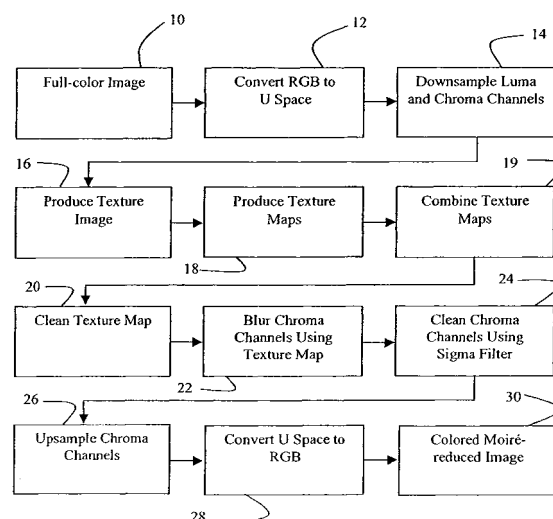 10
12
14
Full-color Image
Convert RGB to
U Space
Downsample Luma
and Chroma Channels
16
19
Produce Texture
Image
Produce Texture
Maps
Combine Texture
Maps
18
20
24
Clean Texture Map
Blur Chroma
Channels Using
Texture Map
Clean Chroma
Channels Using
Sigma Filter
22
26
30
Upsample Chroma
Channels
Convert U Space to
RGB
Colored Moiré-
reduced Image
28